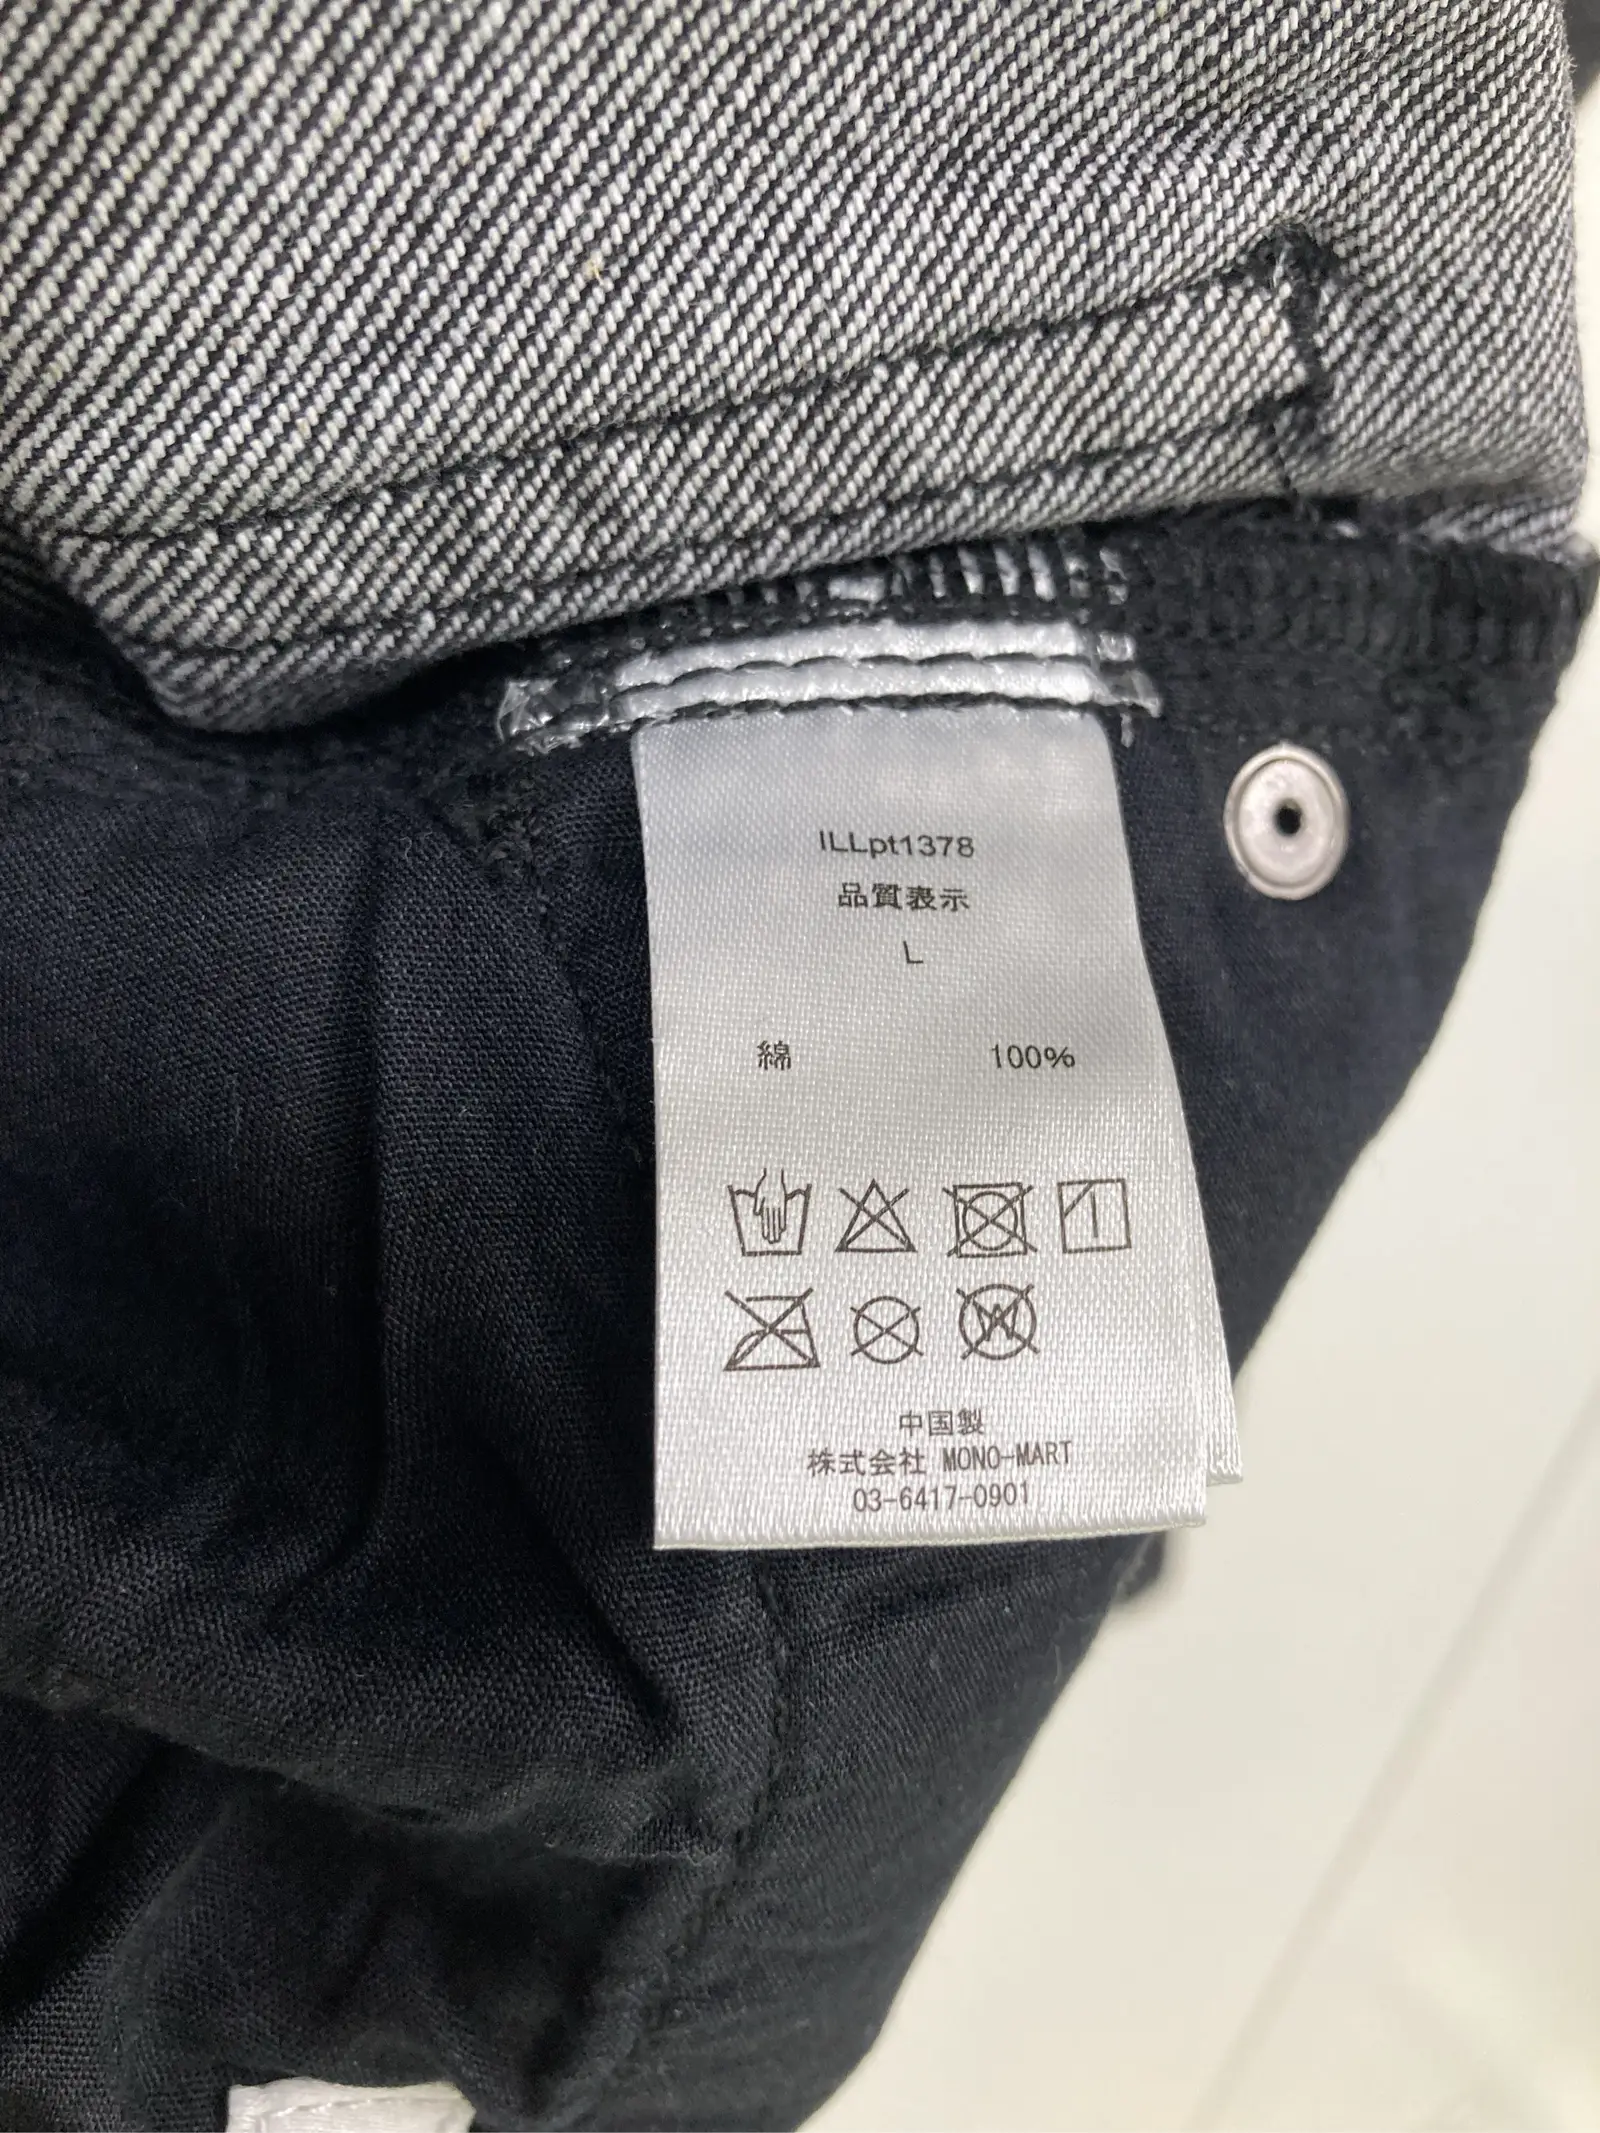 ILLpt1378
品質表示
L
綿 100%
中国製
株式会社 MONO-MART
03-6417-0901